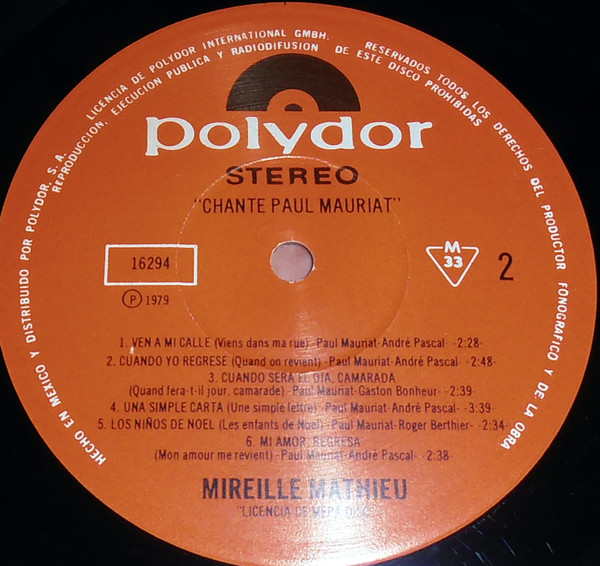 HECHO EN MEXICO Y DISTRIBUIDO POR POLYDOR, S. A. LICENCIA DE POLYDOR INTERNATIONAL GMBH. RESERVADOS TODOS LOS DERECHOS DEL PRODUCTOR FONOGRAFICO Y DE LA OBRA
REPRODUCCION, EJECUCION PUBLICA Y RADIODIFUSION DE ESTE DISCO PROHIBIDAS
polydor
STEREO
"CHANTE PAUL MAURIAT"
16294
M
33
2
Ⓟ 1979
1. VEN A MI CALLE (Viens dans ma rue) -Paul Mauriat-André Pascal- -2:28-
2. CUANDO YO REGRESE (Quand on revient) -Paul Mauriat-André Pascal- -2:48-
3. CUANDO SERA EL DIA, CAMARADA
(Quand fera-t-il jour, camarade) -Paul Mauriat-Gaston Bonheur- -2:39-
4. UNA SIMPLE CARTA (Une simple lettre) -Paul Mauriat-André Pascal- -3:39-
5. LOS NIÑOS DE NOEL (Les enfants de Noel) -Paul Mauriat-Roger Berthier- -2:34-
6. MI AMOR, REGRESA
(Mon amour me revient) -Paul Mauriat-André Pascal- -2:38-
MIREILLE MATHIEU
"LICENCIA DE